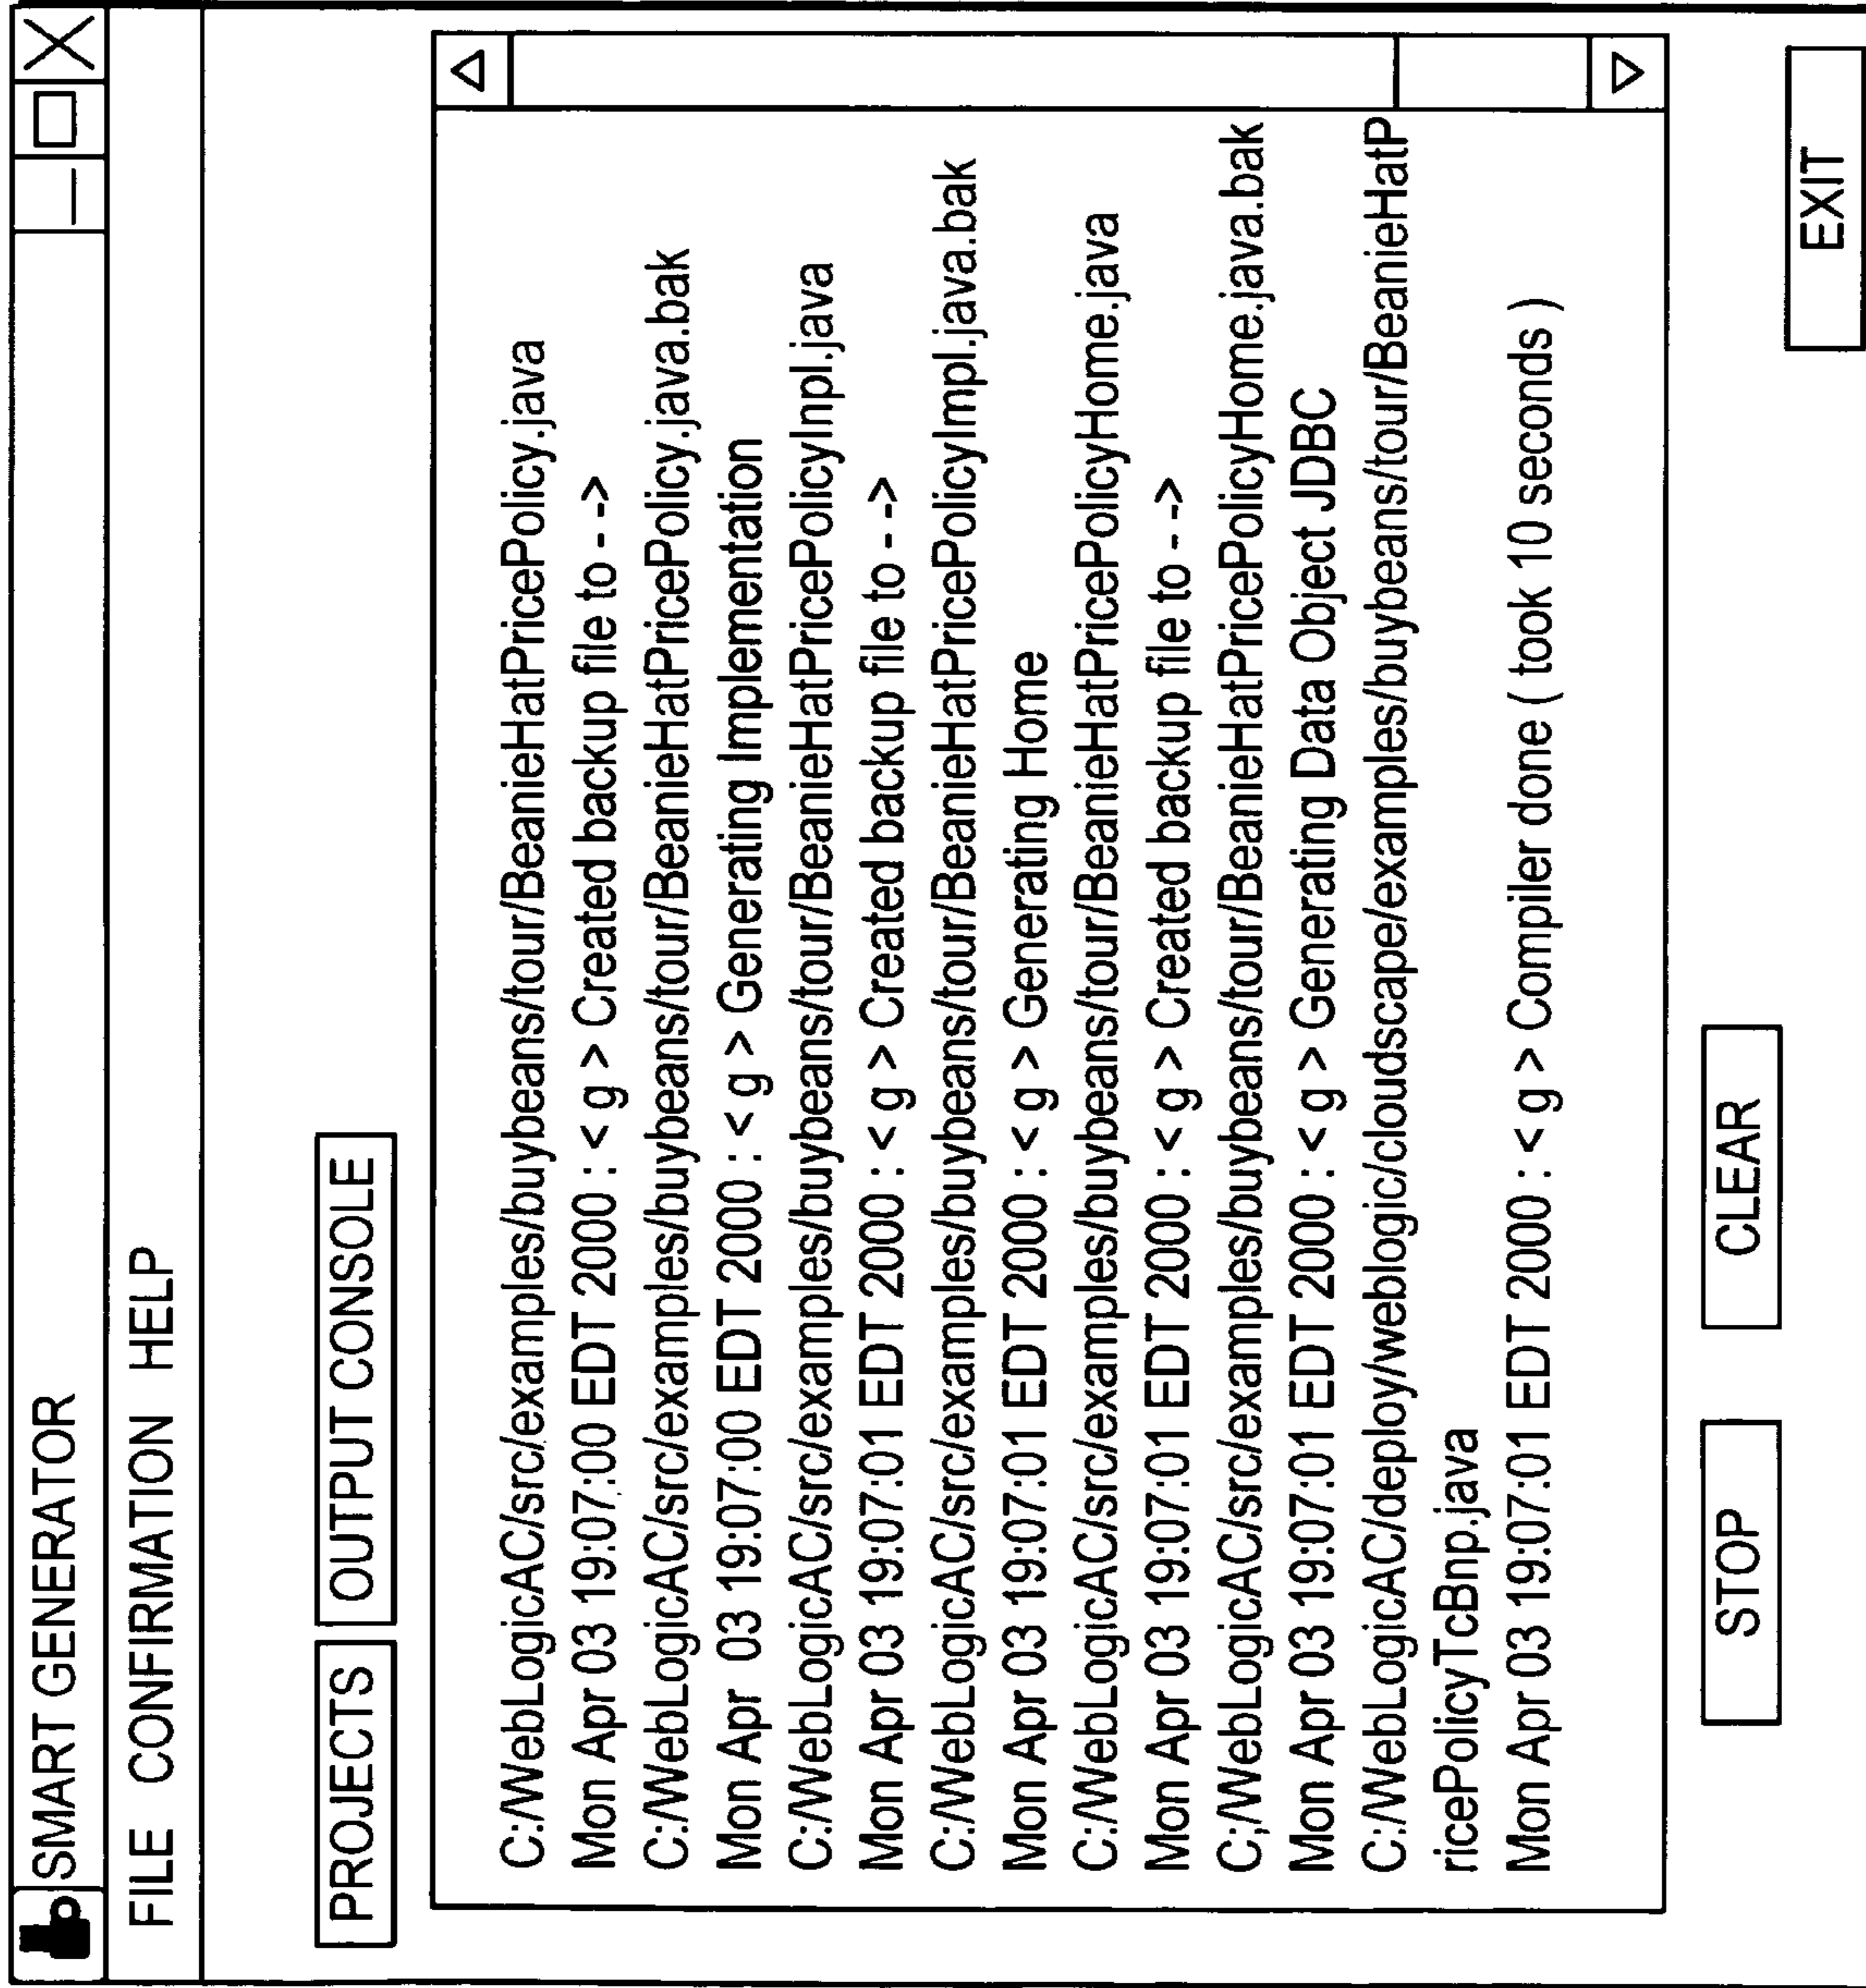 SMART GENERATOR
FILE CONFIRMATION HELP
PROJECTS OUTPUT CONSOLE
C:/WebLogicAC/src/examples/buybeans/tour/BeanieHatPricePolicy.java
Mon Apr 03 19:07:00 EDT 2000 : < g > Created backup file to - - >
C:/WebLogicAC/src/examples/buybeans/tour/BeanieHatPricePolicy.java.bak
Mon Apr 03 19:07:00 EDT 2000 : < g > Generating Implementation
C:/WebLogicAC/src/examples/buybeans/tour/BeanieHatPricePolicyInpl.java
Mon Apr 03 19:07:01 EDT 2000 : < g > Created backup file to - - >
C:/WebLogicAC/src/examples/buybeans/tour/BeanieHatPricePolicyImpl.java.bak
Mon Apr 03 19:07:01 EDT 2000 : < g > Generating Home
C:/WebLogicAC/src/examples/buybeans/tour/BeanieHatPricePolicyHome.java
Mon Apr 03 19:07:01 EDT 2000 : < g > Created backup file to - - >
C;/WebLogicAC/src/examples/buybeans/tour/BeanieHatPricePolicyHome.java.bak
Mon Apr 03 19:07:01 EDT 2000 : < g > Generating Data Object JDBC
C:/WebLogicAC/deploy/weblogic/cloudscape/examples/buybeans/tour/BeanieHatP
ricePolicyTcBnp.java
Mon Apr 03 19:07:01 EDT 2000 : < g > Compiler done ( took 10 seconds )
STOP CLEAR
EXIT